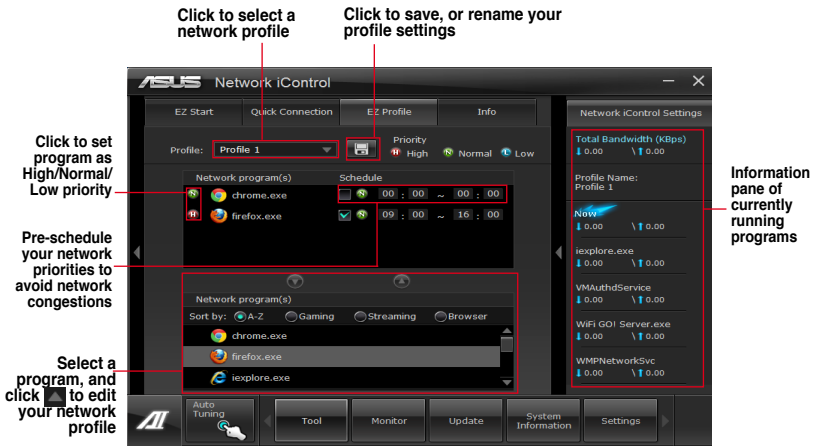 Click to select a
network profile
Click to save, or rename your
profile settings
ASUS Network iControl
EZ Start
Quick Connection
EZ Profile
Info
Network iControl Settings
Profile: Profile 1
Priority
H High N Normal L Low
Click to set
program as
High/Normal/
Low priority
Network program(s) Schedule
N chrome.exe N 00 : 00 ~ 00 : 00
H firefox.exe N 09 : 00 ~ 16 : 00
Pre-schedule
your network
priorities to
avoid network
congestions
Network program(s)
Sort by: A-Z Gaming Streaming Browser
chrome.exe
firefox.exe
iexplore.exe
Select a
program, and
click to edit
your network
profile
Total Bandwidth (KBps)
0.00 \ 0.00
Profile Name:
Profile 1
Now
0.00 \ 0.00
iexplore.exe
0.00 \ 0.00
VMAuthdService
0.00 \ 0.00
WiFi GO! Server.exe
0.00 \ 0.00
WMPNetworkSvc
0.00 \ 0.00
Information
pane of
currently
running
programs
AI
Auto
Tuning
Tool
Monitor
Update
System
Information
Settings